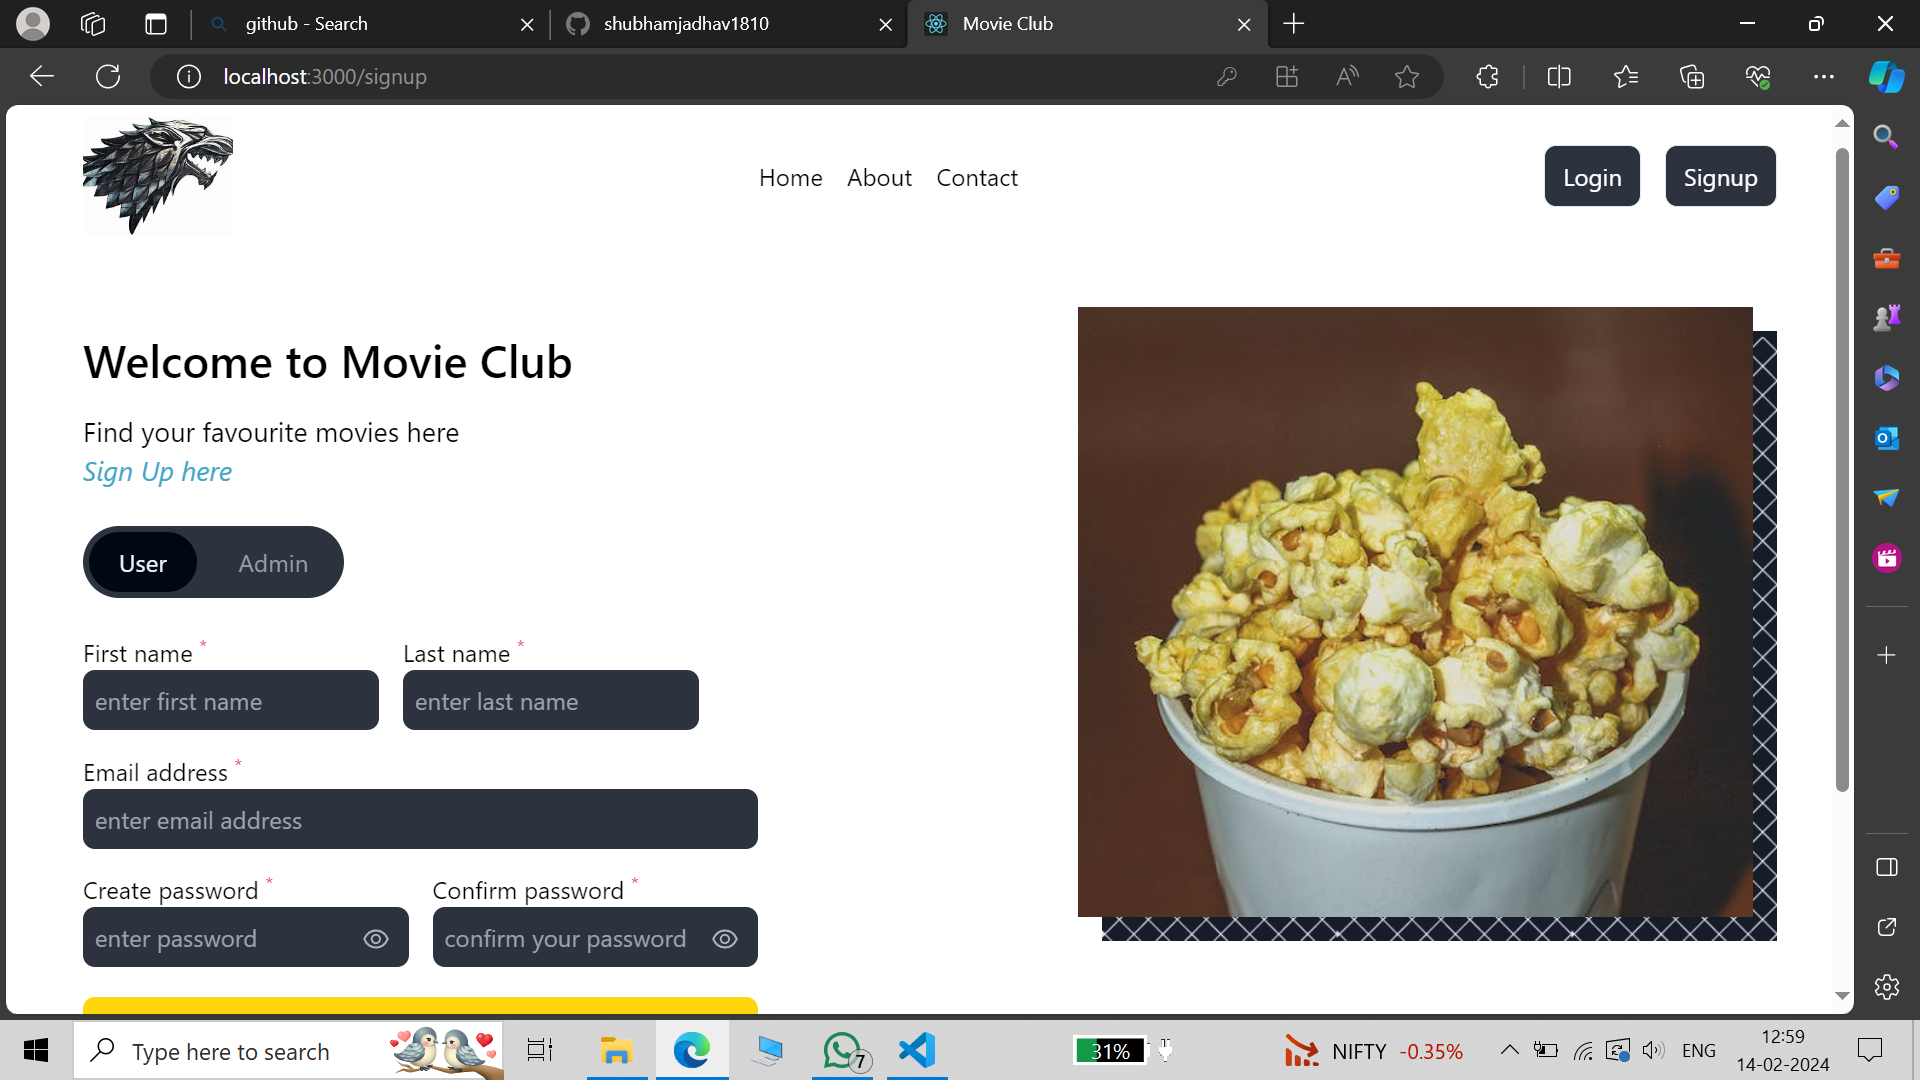 github - Search
shubhamjadhav1810
Movie Club
localhost:3000/signup
Home About Contact
Login Signup
Welcome to Movie Club
Find your favourite movies here
Sign Up here
User Admin
First name * Last name *
enter first name enter last name
Email address *
enter email address
Create password * Confirm password *
enter password confirm your password
Type here to search
7
31%
NIFTY -0.35%
ENG
12:59
14-02-2024